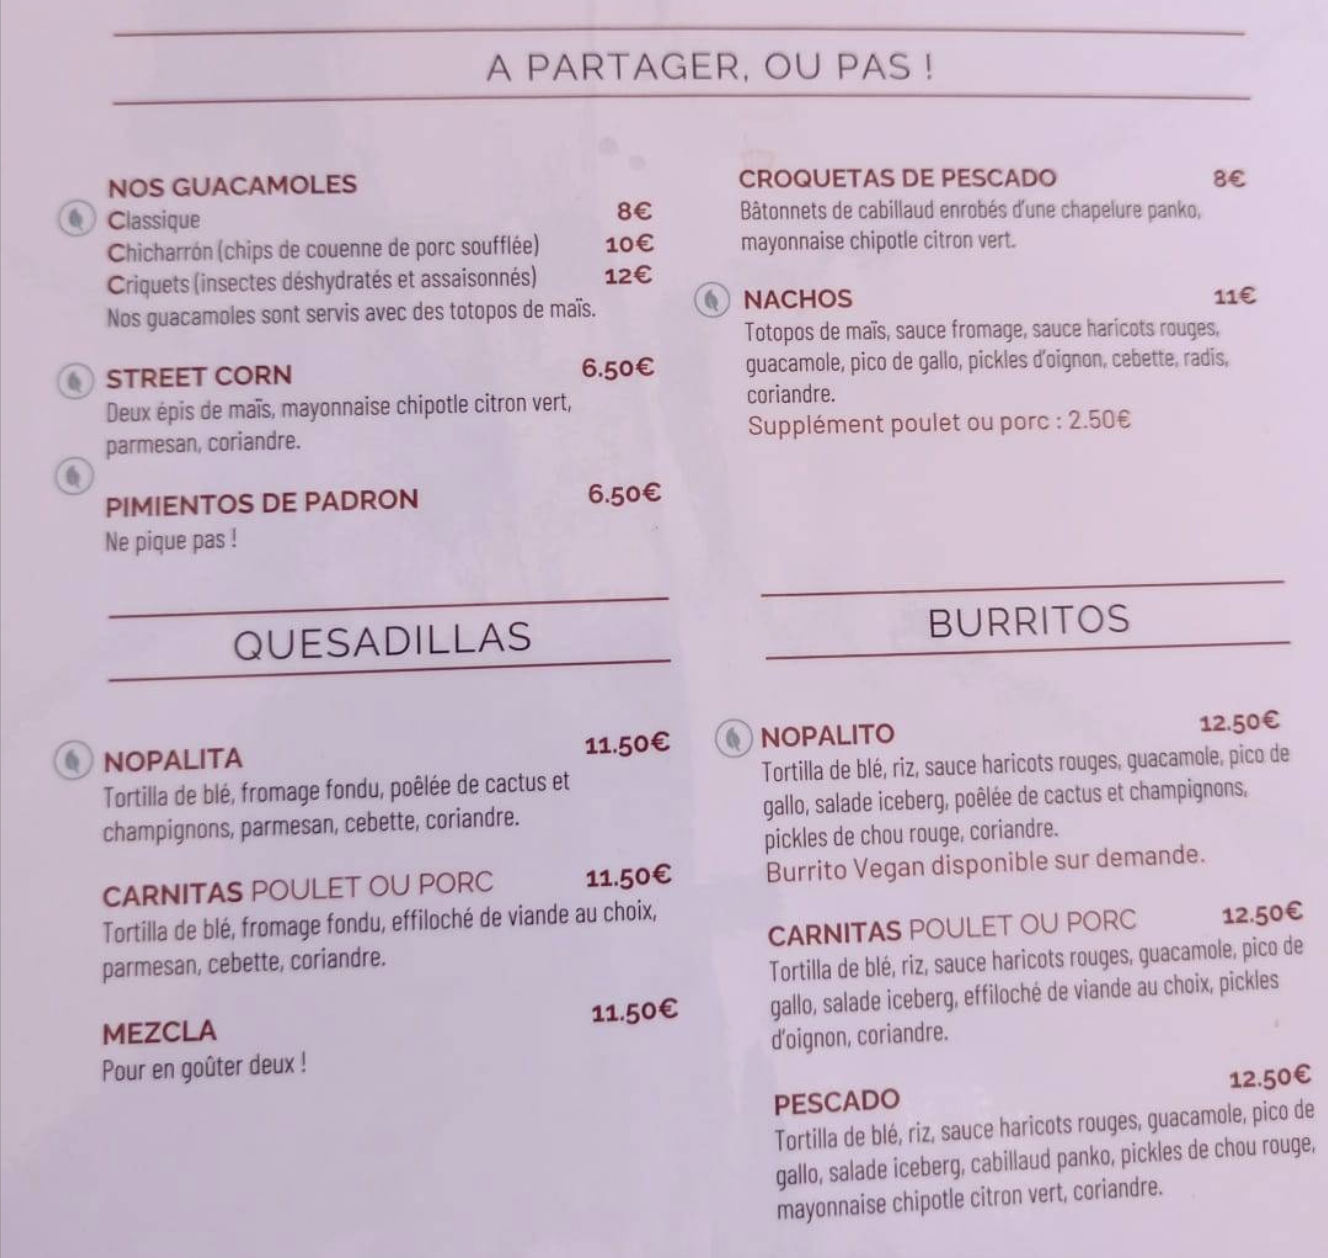 A PARTAGER, OU PAS !
NOS GUACAMOLES
Classique 8€
Chicharrón (chips de couenne de porc soufflée) 10€
Criquets (insectes déshydratés et assaisonnés) 12€
Nos guacamoles sont servis avec des totopos de maïs.
STREET CORN 6.50€
Deux épis de maïs, mayonnaise chipotle citron vert,
parmesan, coriandre.
PIMIENTOS DE PADRON 6.50€
Ne pique pas !
CROQUETAS DE PESCADO 8€
Bâtonnets de cabillaud enrobés d'une chapelure panko,
mayonnaise chipotle citron vert.
NACHOS 11€
Totopos de maïs, sauce fromage, sauce haricots rouges,
guacamole, pico de gallo, pickles d'oignon, cebette, radis,
coriandre.
Supplément poulet ou porc : 2.50€
QUESADILLAS
NOPALITA 11.50€
Tortilla de blé, fromage fondu, poêlée de cactus et
champignons, parmesan, cebette, coriandre.
CARNITAS POULET OU PORC 11.50€
Tortilla de blé, fromage fondu, effiloché de viande au choix,
parmesan, cebette, coriandre.
MEZCLA 11.50€
Pour en goûter deux !
BURRITOS
NOPALITO 12.50€
Tortilla de blé, riz, sauce haricots rouges, guacamole, pico de
gallo, salade iceberg, poêlée de cactus et champignons,
pickles de chou rouge, coriandre.
Burrito Vegan disponible sur demande.
CARNITAS POULET OU PORC 12.50€
Tortilla de blé, riz, sauce haricots rouges, guacamole, pico de
gallo, salade iceberg, effiloché de viande au choix, pickles
d'oignon, coriandre.
PESCADO 12.50€
Tortilla de blé, riz, sauce haricots rouges, guacamole, pico de
gallo, salade iceberg, cabillaud panko, pickles de chou rouge,
mayonnaise chipotle citron vert, coriandre.